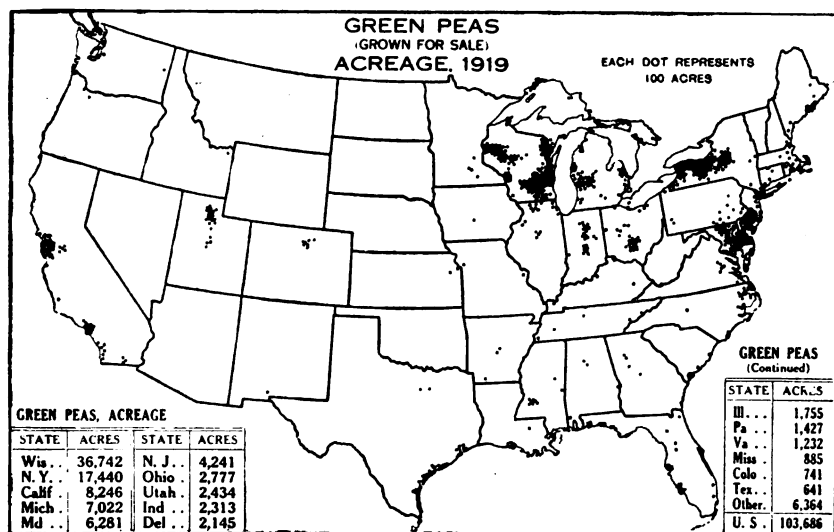 GREEN PEAS
(GROWN FOR SALE)
ACREAGE, 1919
EACH DOT REPRESENTS
100 ACRES
GREEN PEAS, ACREAGE
STATE ACRES STATE ACRES
Wis.. 36,742 N. J.. 4,241
N. Y.. 17,440 Ohio. 2,777
Calif. 8,246 Utah. 2,434
Mich. 7,022 Ind.. 2,313
Md.. 6,281 Del.. 2,145
GREEN PEAS
(Continued)
STATE ACRES
Ill... 1,755
Pa... 1,427
Va... 1,232
Miss. 885
Colo. 741
Tex.. 641
Other. 6,364
U. S. 103,686